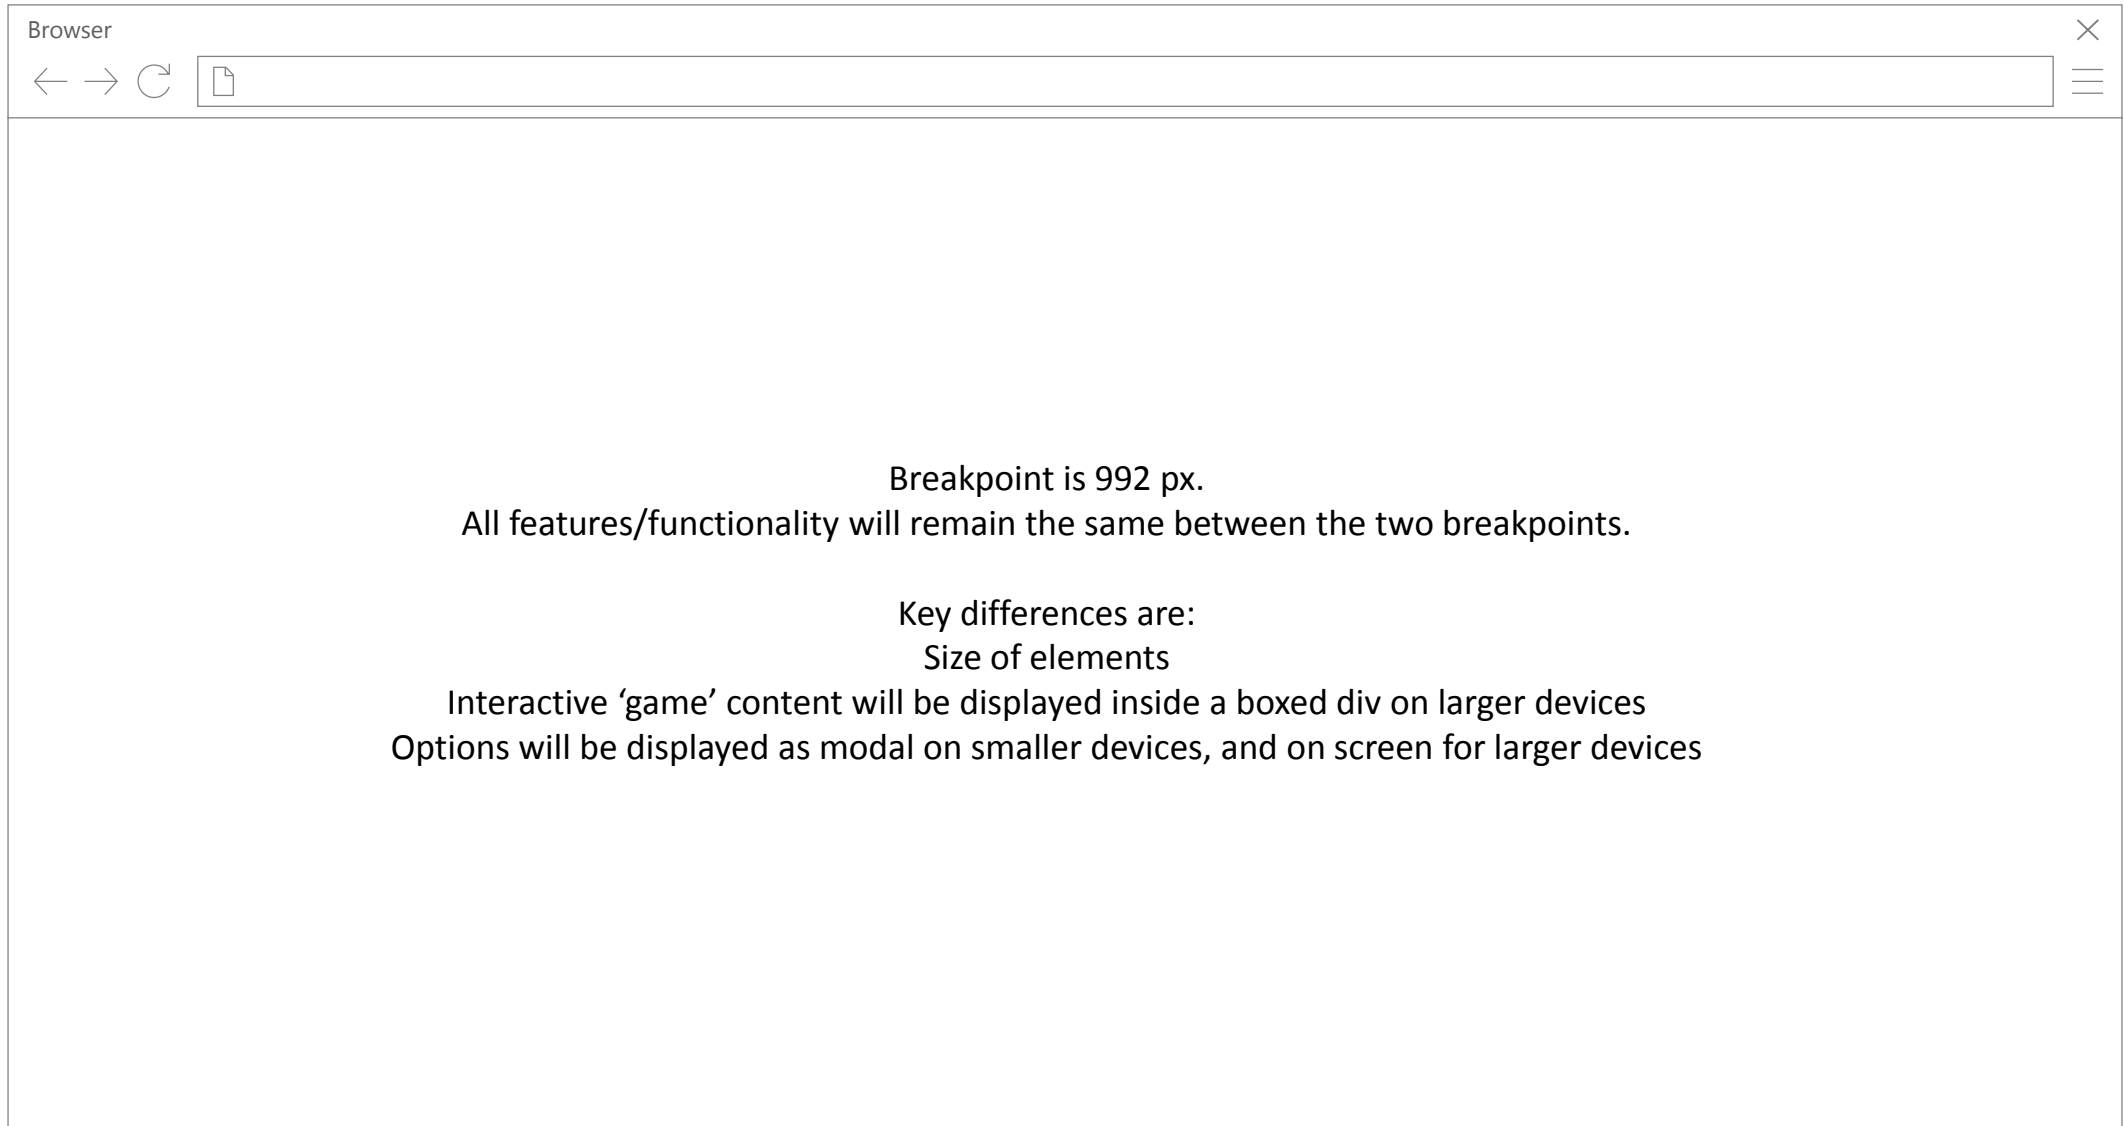 Browser
Breakpoint is 992 px.
All features/functionality will remain the same between the two breakpoints.
Key differences are:
Size of elements
Interactive ‘game’ content will be displayed inside a boxed div on larger devices
Options will be displayed as modal on smaller devices, and on screen for larger devices